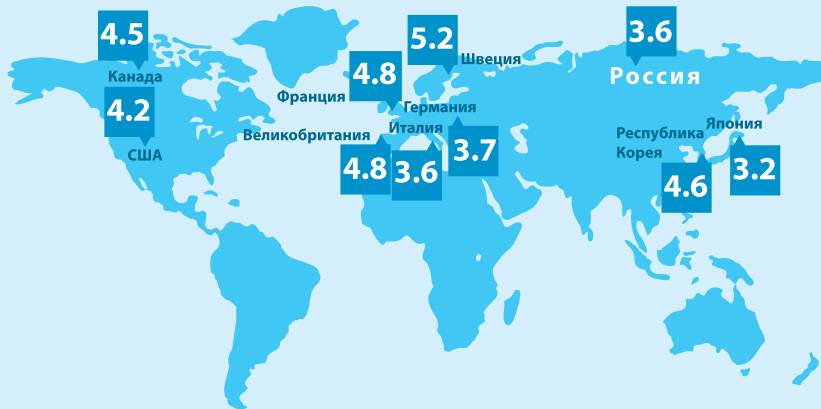 4.5
Канада
4.2
США
5.2
Швеция
4.8
Франция
Германия
Великобритания
Италия
4.8
3.6
3.7
3.6
Россия
Республика
Корея
4.6
Япония
3.2